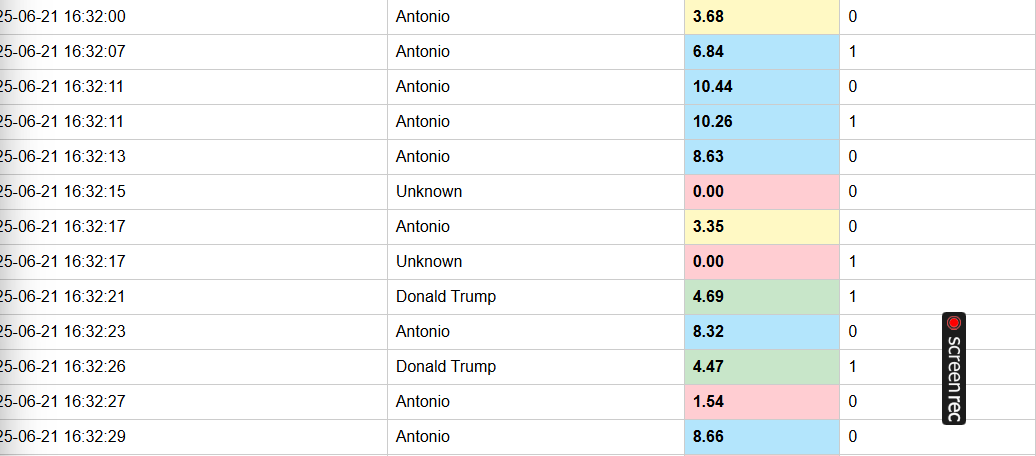 25-06-21 16:32:00 Antonio 3.68 0
25-06-21 16:32:07 Antonio 6.84 1
25-06-21 16:32:11 Antonio 10.44 0
25-06-21 16:32:11 Antonio 10.26 1
25-06-21 16:32:13 Antonio 8.63 0
25-06-21 16:32:15 Unknown 0.00 0
25-06-21 16:32:17 Antonio 3.35 0
25-06-21 16:32:17 Unknown 0.00 1
25-06-21 16:32:21 Donald Trump 4.69 1
25-06-21 16:32:23 Antonio 8.32 0
25-06-21 16:32:26 Donald Trump 4.47 1
25-06-21 16:32:27 Antonio 1.54 0
25-06-21 16:32:29 Antonio 8.66 0
screenrec